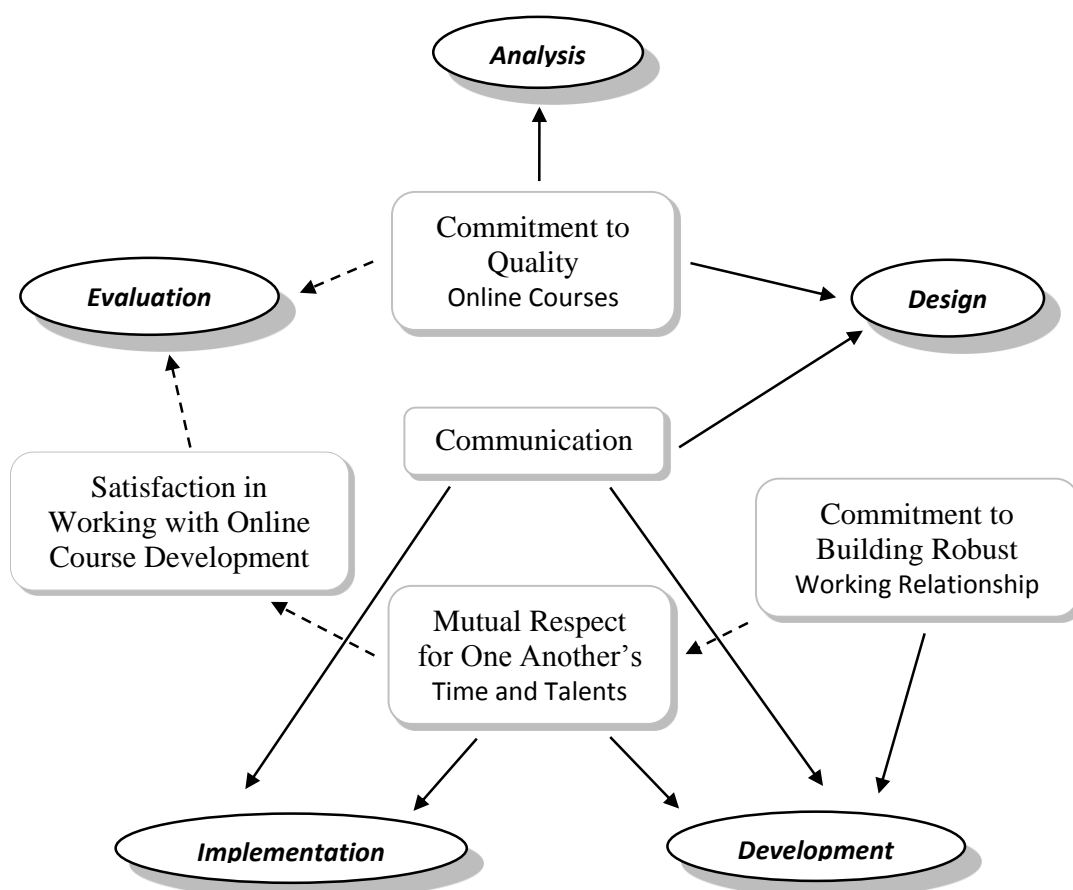 Analysis
Commitment to
Quality
Online Courses
Evaluation
Design
Communication
Satisfaction in
Working with Online
Course Development
Commitment to
Building Robust
Working Relationship
Mutual Respect
for One Another’s
Time and Talents
Implementation
Development